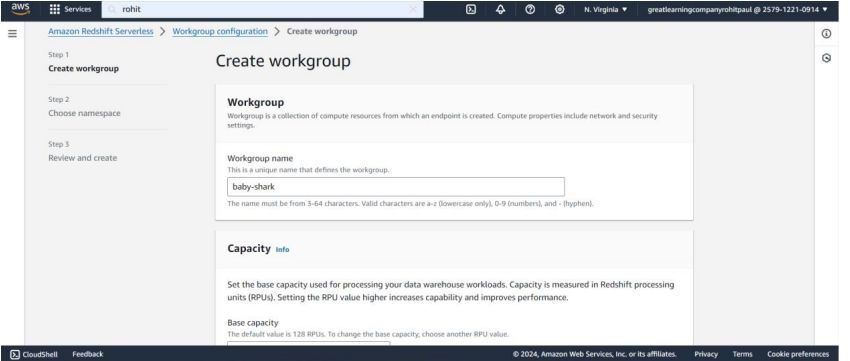 aws Services rohit N. Virginia ▼ greatlearningcompanyrohitpaul @ 2579-1221-0914 ▼
Amazon Redshift Serverless > Workgroup configuration > Create workgroup
Step 1
Create workgroup
Step 2
Choose namespace
Step 3
Review and create
Create workgroup
Workgroup
Workgroup is a collection of compute resources from which an endpoint is created. Compute properties include network and security
settings.
Workgroup name
This is a unique name that defines the workgroup.
baby-shark
The name must be from 3-64 characters. Valid characters are a-z (lowercase only), 0-9 (numbers), and - (hyphen).
Capacity Info
Set the base capacity used for processing your data warehouse workloads. Capacity is measured in Redshift processing
units (RPUs). Setting the RPU value higher increases capability and improves performance.
Base capacity
The default value is 128 RPUs. To change the base capacity, choose another RPU value.
CloudShell Feedback © 2024, Amazon Web Services, Inc. or its affiliates. Privacy Terms Cookie preferences